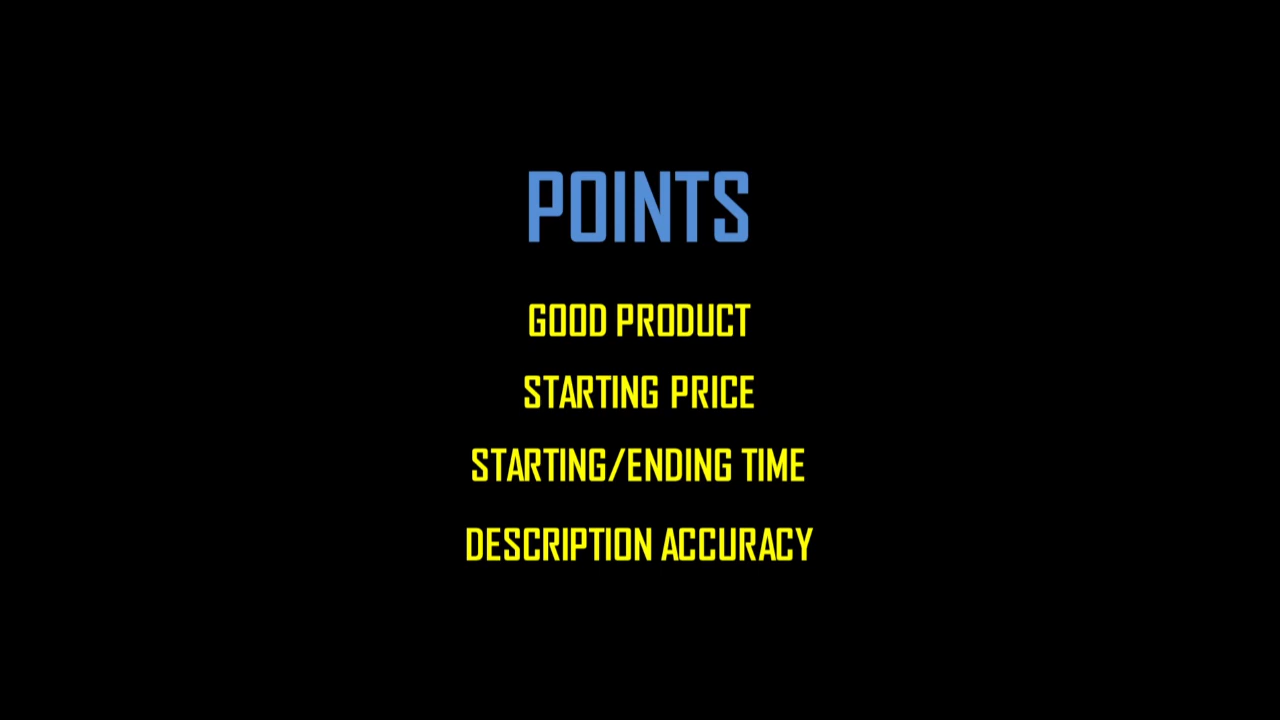 POINTS
GOOD PRODUCT
STARTING PRICE
STARTING/ENDING TIME
DESCRIPTION ACCURACY